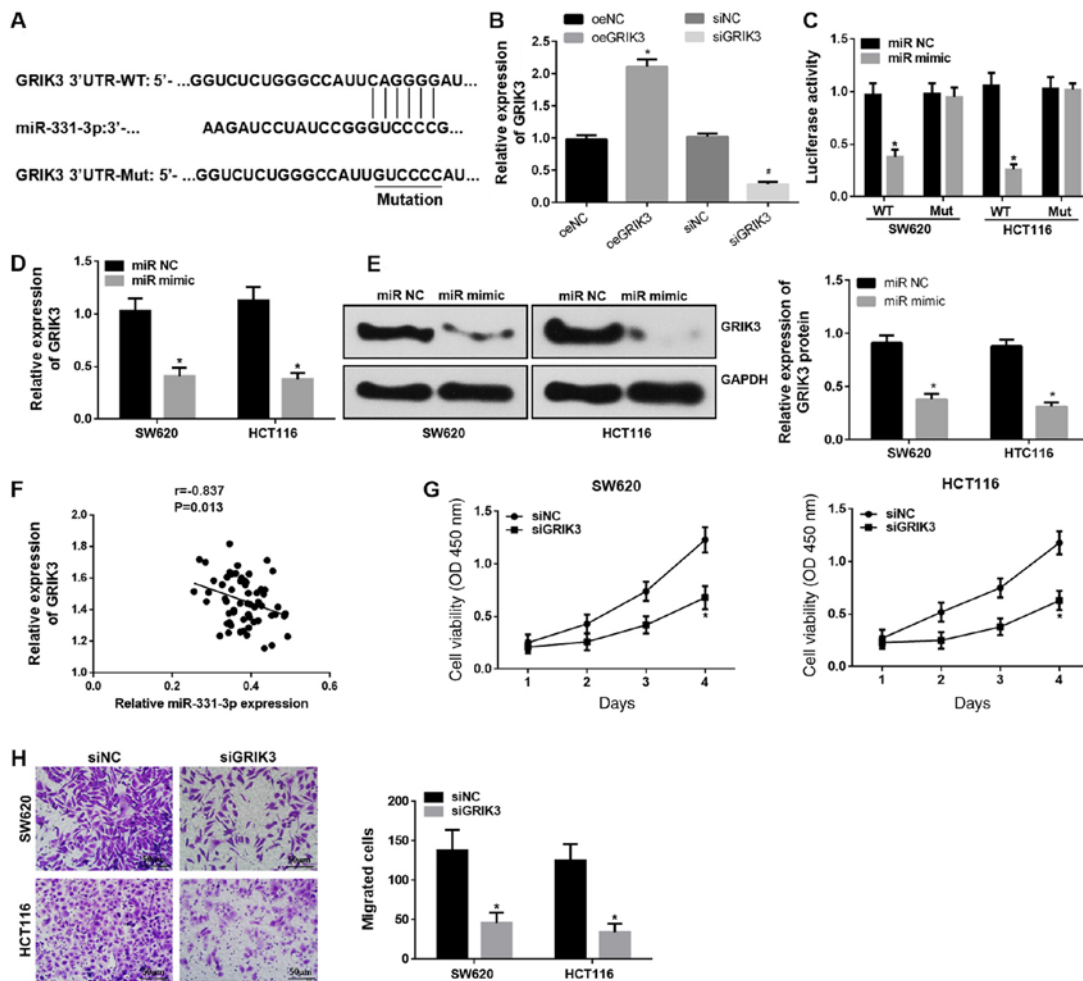 A
GRIK3 3'UTR-WT: 5'- ...GGUCUCUGGGCCAUUCAGGGGAU...
miR-331-3p:3'-... AAGAUCCUAUCCGGGUCCCCG...
GRIK3 3'UTR-Mut: 5'- ...GGUCUCUGGGCCAUUGUCCCCAU...
Mutation
B
oeNC
oeGRIK3
siNC
siGRIK3
Relative expression
of GRIK3
2.5
2.0
1.5
1.0
0.5
0.0
*
#
oeNC
oeGRIK3
siNC
siGRIK3
C
miR NC
miR mimic
Luciferase activity
1.5
1.0
0.5
0.0
*
*
WT Mut WT Mut
SW620 HCT116
D
miR NC
miR mimic
Relative expression
of GRIK3
1.5
1.0
0.5
0.0
*
*
SW620 HCT116
E
miR NC miR mimic miR NC miR mimic
GRIK3
GAPDH
SW620 HCT116
miR NC
miR mimic
Relative expression of
GRIK3 protein
1.5
1.0
0.5
0.0
*
*
SW620 HTC116
F
r=-0.837
P=0.013
Relative expression
of GRIK3
2.0
1.8
1.6
1.4
1.2
1.0
0.0 0.2 0.4 0.6
Relative miR-331-3p expression
G
SW620
siNC
siGRIK3
Cell viability (OD 450 nm)
1.5
1.0
0.5
0.0
*
1 2 3 4
Days
HCT116
siNC
siGRIK3
Cell viability (OD 450 nm)
1.5
1.0
0.5
0.0
*
1 2 3 4
Days
H
siNC siGRIK3
SW620
50μm 50μm
HCT116
50μm 50μm
siNC
siGRIK3
Migrated cells
200
150
100
50
0
*
*
SW620 HCT116